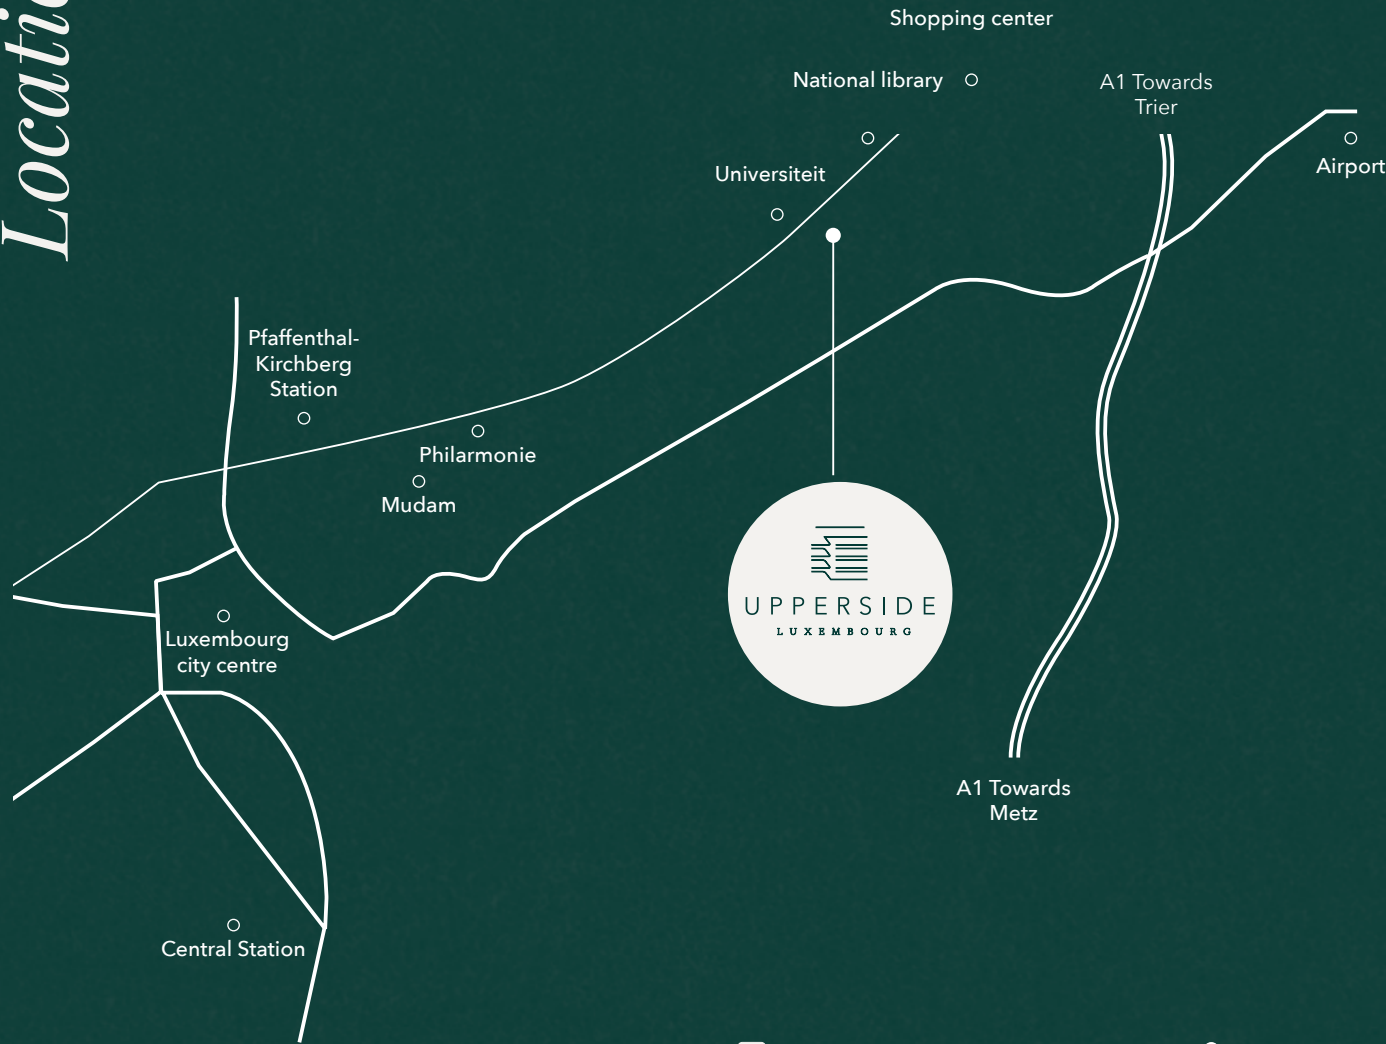 Shopping center
National library
A1 Towards
Trier
Airport
Universiteit
Pfaffenthal-
Kirchberg
Station
Philarmonie
Mudam
UPPERSIDE
LUXEMBOURG
Luxembourg
city centre
A1 Towards
Metz
Central Station